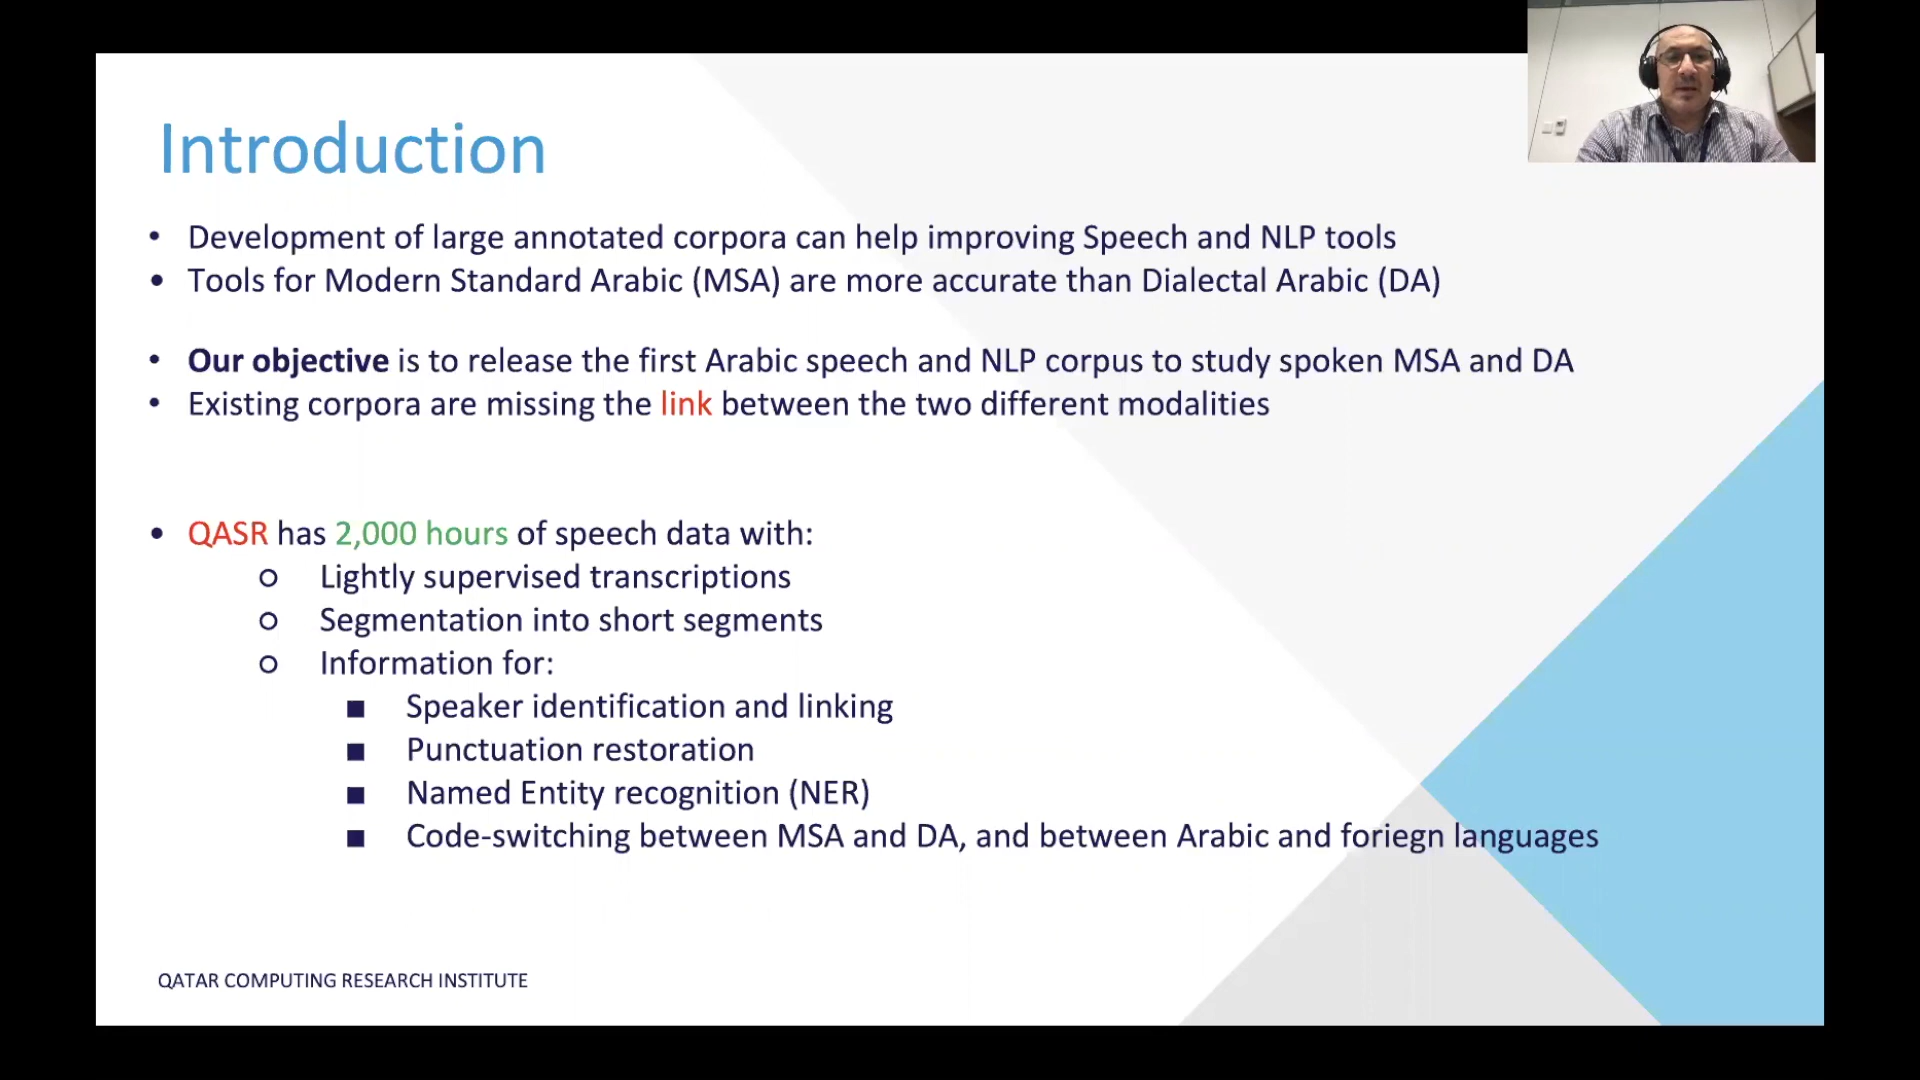 Introduction
• Development of large annotated corpora can help improving Speech and NLP tools
• Tools for Modern Standard Arabic (MSA) are more accurate than Dialectal Arabic (DA)
• Our objective is to release the first Arabic speech and NLP corpus to study spoken MSA and DA
• Existing corpora are missing the link between the two different modalities
• QASR has 2,000 hours of speech data with:
○ Lightly supervised transcriptions
○ Segmentation into short segments
○ Information for:
■ Speaker identification and linking
■ Punctuation restoration
■ Named Entity recognition (NER)
■ Code-switching between MSA and DA, and between Arabic and foriegn languages
QATAR COMPUTING RESEARCH INSTITUTE